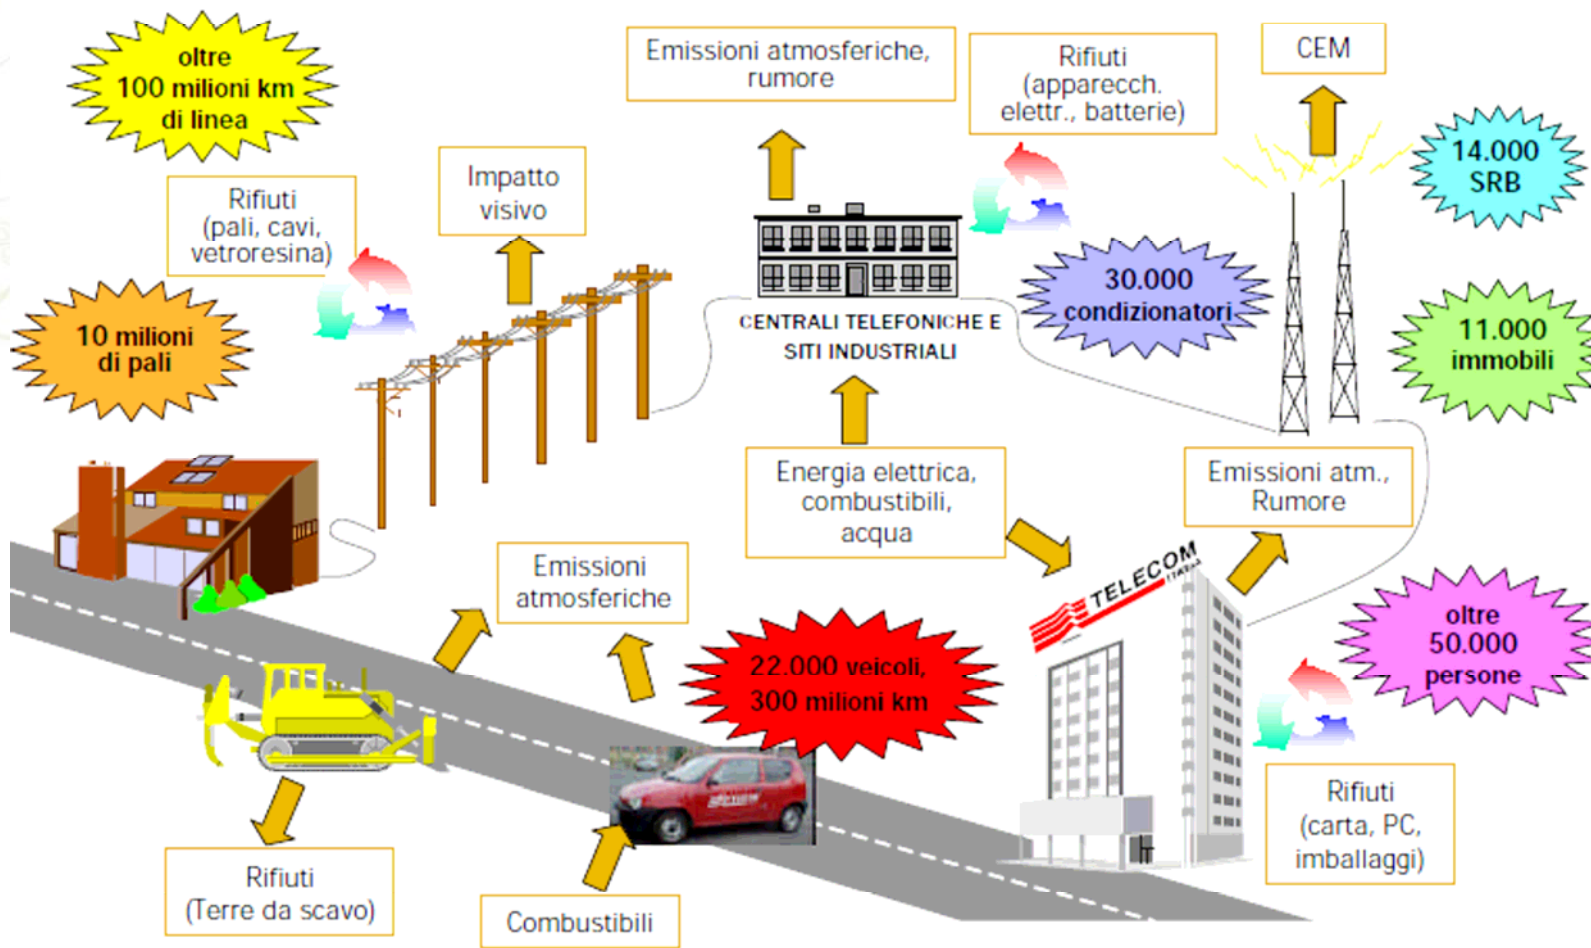 oltre
100 milioni km
di linea
Emissioni atmosferiche,
rumore
Rifiuti
(apparecch.
elettr., batterie)
CEM
14.000
SRB
Impatto
visivo
Rifiuti
(pali, cavi,
vetroresina)
10 milioni
di pali
30.000
condizionatori
11.000
immobili
CENTRALI TELEFONICHE E
SITI INDUSTRIALI
Energia elettrica,
combustibili,
acqua
Emissioni atm.,
Rumore
Emissioni
atmosferiche
TELECOM
22.000 veicoli,
300 milioni km
oltre
50.000
persone
Rifiuti
(carta, PC,
imballaggi)
Rifiuti
(Terre da scavo)
Combustibili